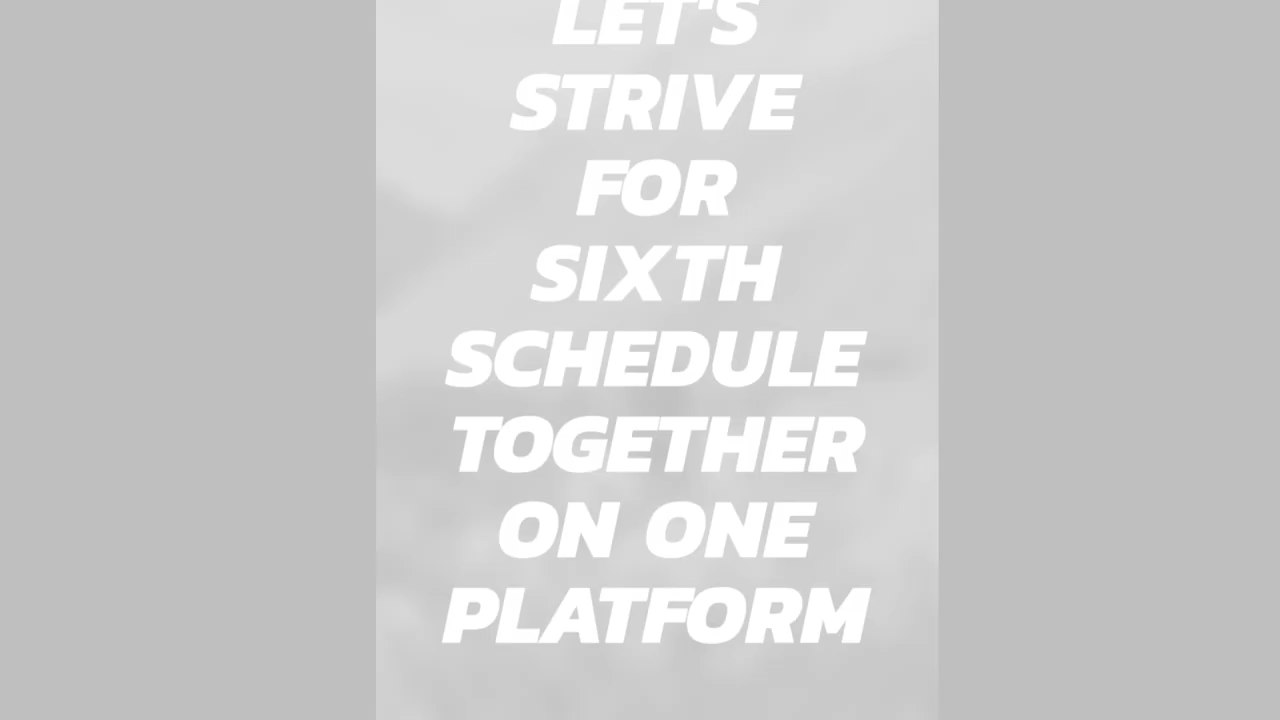 LET'S
STRIVE
FOR
SIXTH
SCHEDULE
TOGETHER
ON ONE
PLATFORM